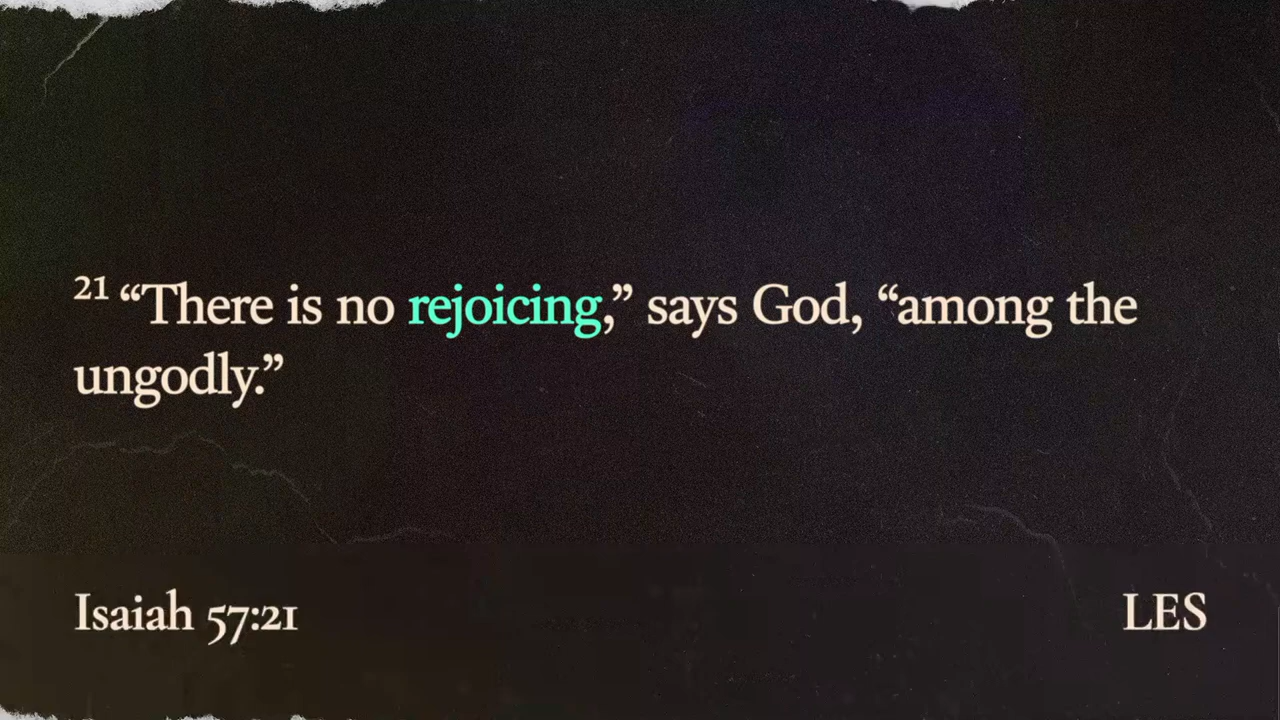 21 “There is no rejoicing,” says God, “among the
ungodly.”
Isaiah 57:21
LES